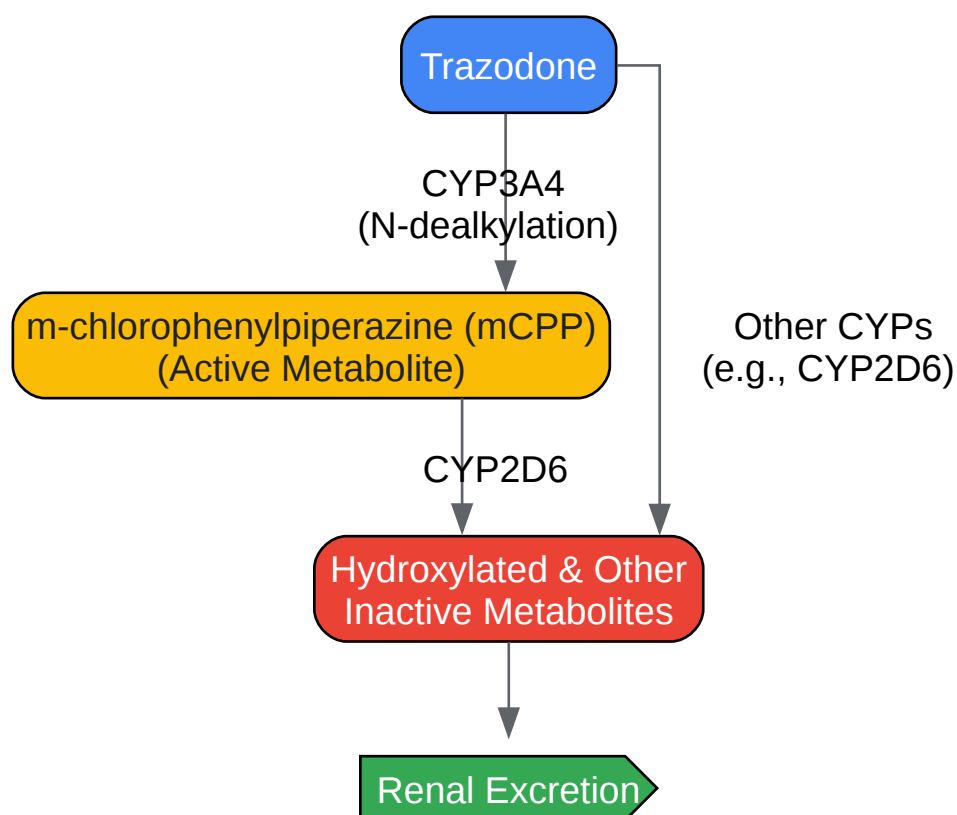 Trazodone
CYP3A4
(N-dealkylation)
m-chlorophenylpiperazine (mCPP)
(Active Metabolite)
Other CYPs
(e.g., CYP2D6)
CYP2D6
Hydroxylated & Other
Inactive Metabolites
Renal Excretion